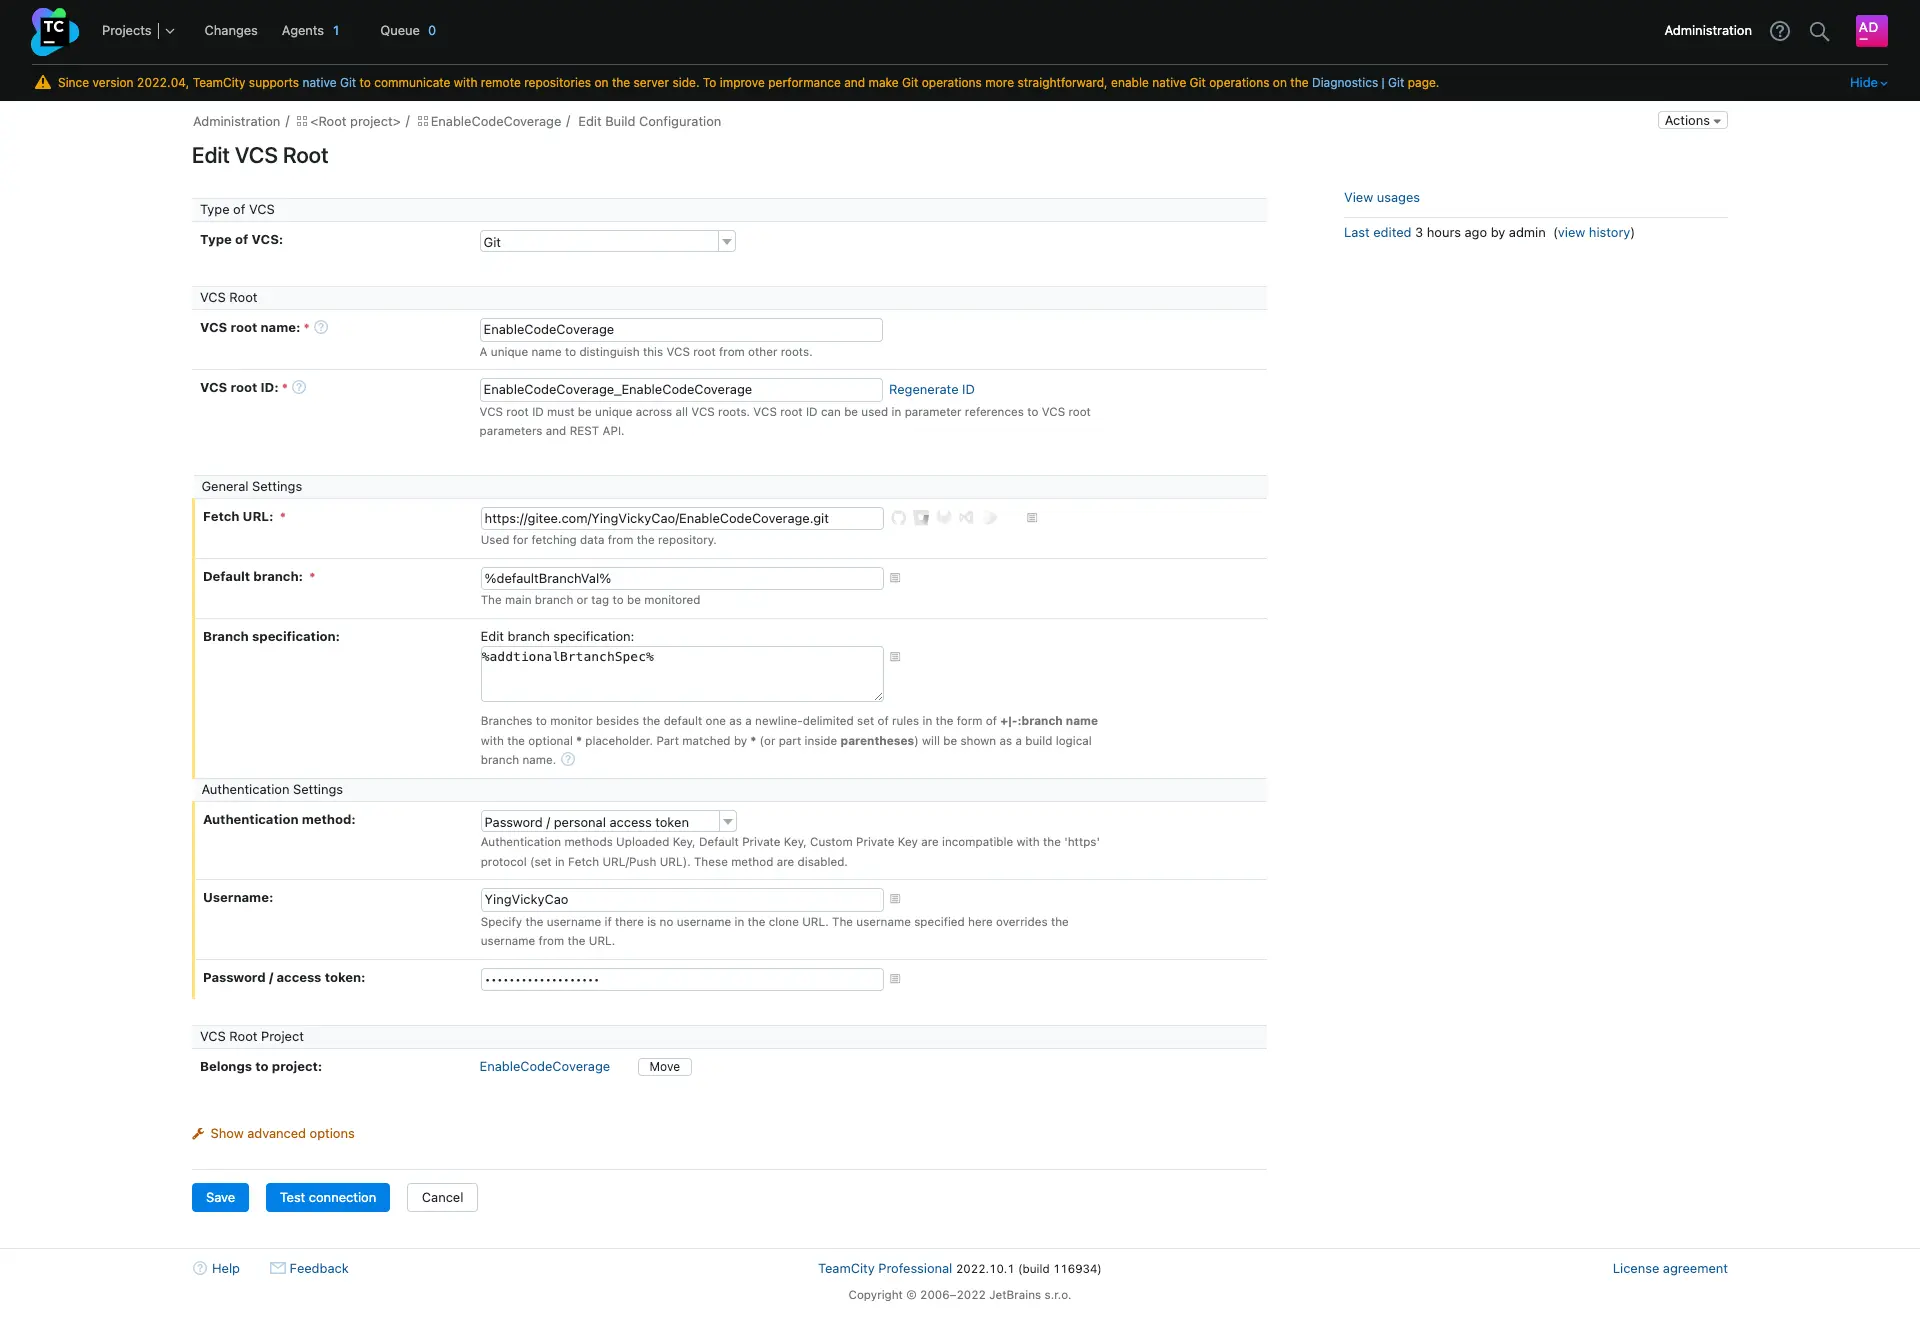 TC
Projects
Changes
Agents 1
Queue 0
Administration
AD
Since version 2022.04, TeamCity supports native Git to communicate with remote repositories on the server side. To improve performance and make Git operations more straightforward, enable native Git operations on the Diagnostics | Git page.
Hide
Administration / <Root project> / EnableCodeCoverage / Edit Build Configuration
Actions
Edit VCS Root
View usages
Last edited 3 hours ago by admin (view history)
Type of VCS
Type of VCS:
Git
VCS Root
VCS root name: *
EnableCodeCoverage
A unique name to distinguish this VCS root from other roots.
VCS root ID: *
EnableCodeCoverage_EnableCodeCoverage
Regenerate ID
VCS root ID must be unique across all VCS roots. VCS root ID can be used in parameter references to VCS root
parameters and REST API.
General Settings
Fetch URL: *
https://gitee.com/YingVickyCao/EnableCodeCoverage.git
Used for fetching data from the repository.
Default branch: *
%defaultBranchVal%
The main branch or tag to be monitored
Branch specification:
Edit branch specification:
%addtionalBrtanchSpec%
Branches to monitor besides the default one as a newline-delimited set of rules in the form of +|-:branch name
with the optional * placeholder. Part matched by * (or part inside parentheses) will be shown as a build logical
branch name.
Authentication Settings
Authentication method:
Password / personal access token
Authentication methods Uploaded Key, Default Private Key, Custom Private Key are incompatible with the 'https'
protocol (set in Fetch URL/Push URL). These method are disabled.
Username:
YingVickyCao
Specify the username if there is no username in the clone URL. The username specified here overrides the
username from the URL.
Password / access token:
•••••••••••••••••••
VCS Root Project
Belongs to project:
EnableCodeCoverage
Move
Show advanced options
Save
Test connection
Cancel
Help
Feedback
TeamCity Professional 2022.10.1 (build 116934)
License agreement
Copyright © 2006–2022 JetBrains s.r.o.